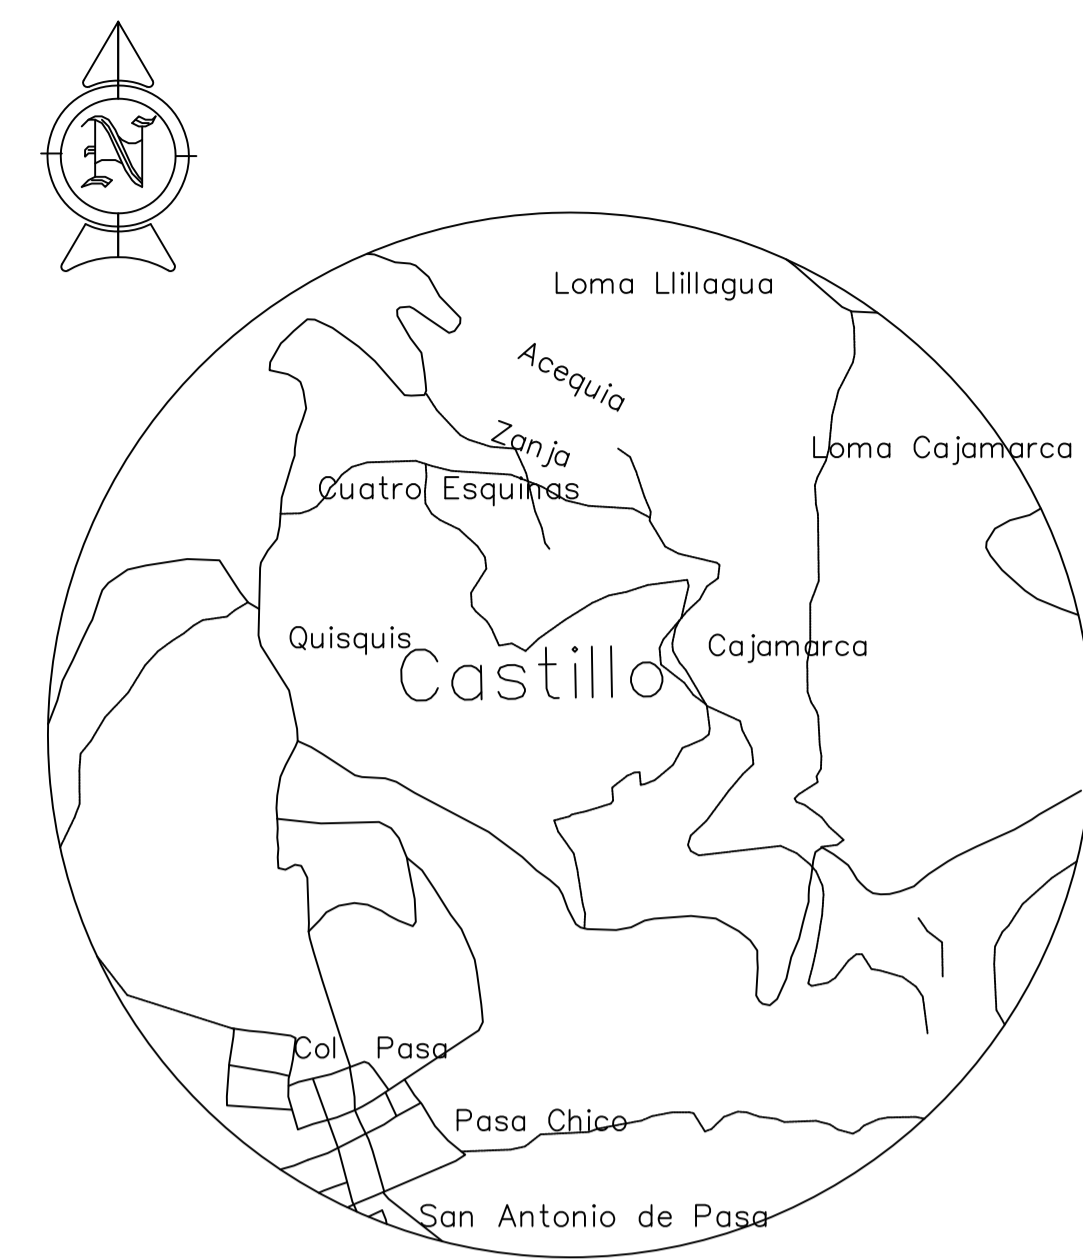 N
Loma Llillagua
Acequia
Zanja
Loma Cajamarca
Cuatro Esquinas
Quisquis
Cajamarca
Castillo
Col Pasa
Pasa Chico
San Antonio de Pasa